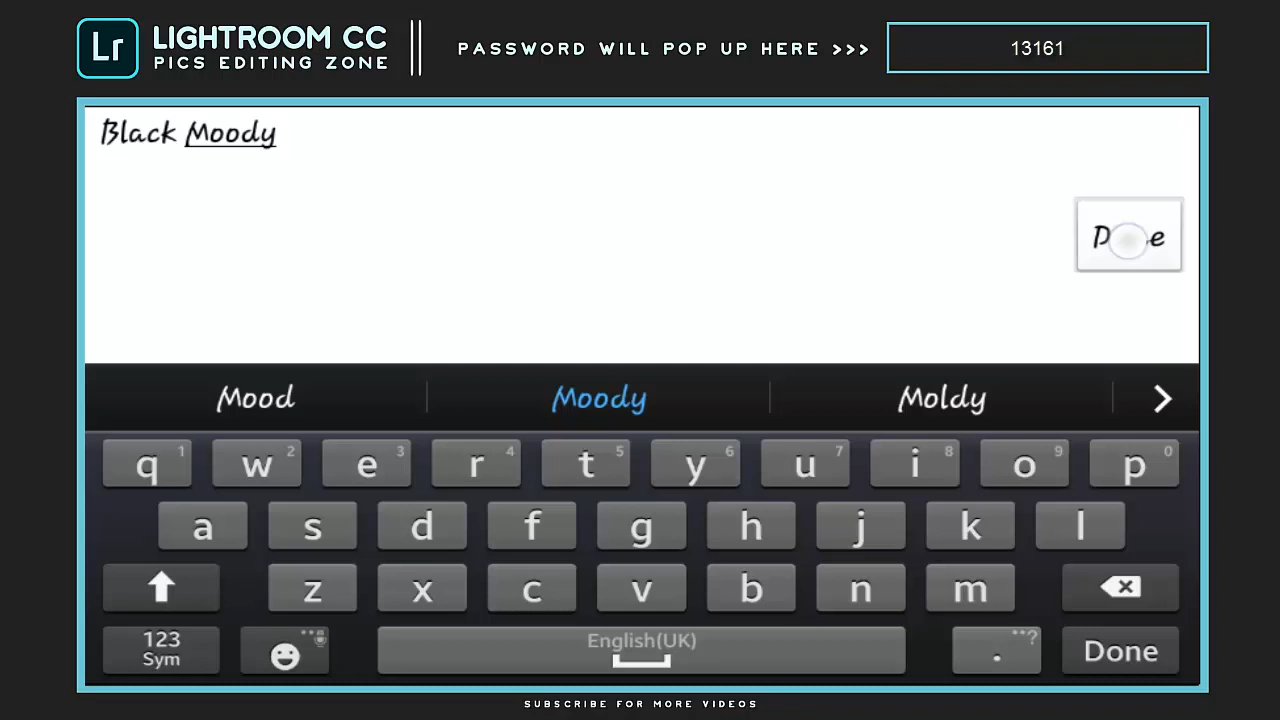 Lr
LIGHTROOM CC
PICS EDITING ZONE
PASSWORD WILL POP UP HERE >>>
13161
Black Moody
Mood Moody Moldy
q 1 w 2 e 3 r 4 t 5 y 6 u 7 i 8 o 9 p 0
a s d f g h j k l
z x c v b n m
123
Sym
English(UK)
. ?
Done
SUBSCRIBE FOR MORE VIDEOS